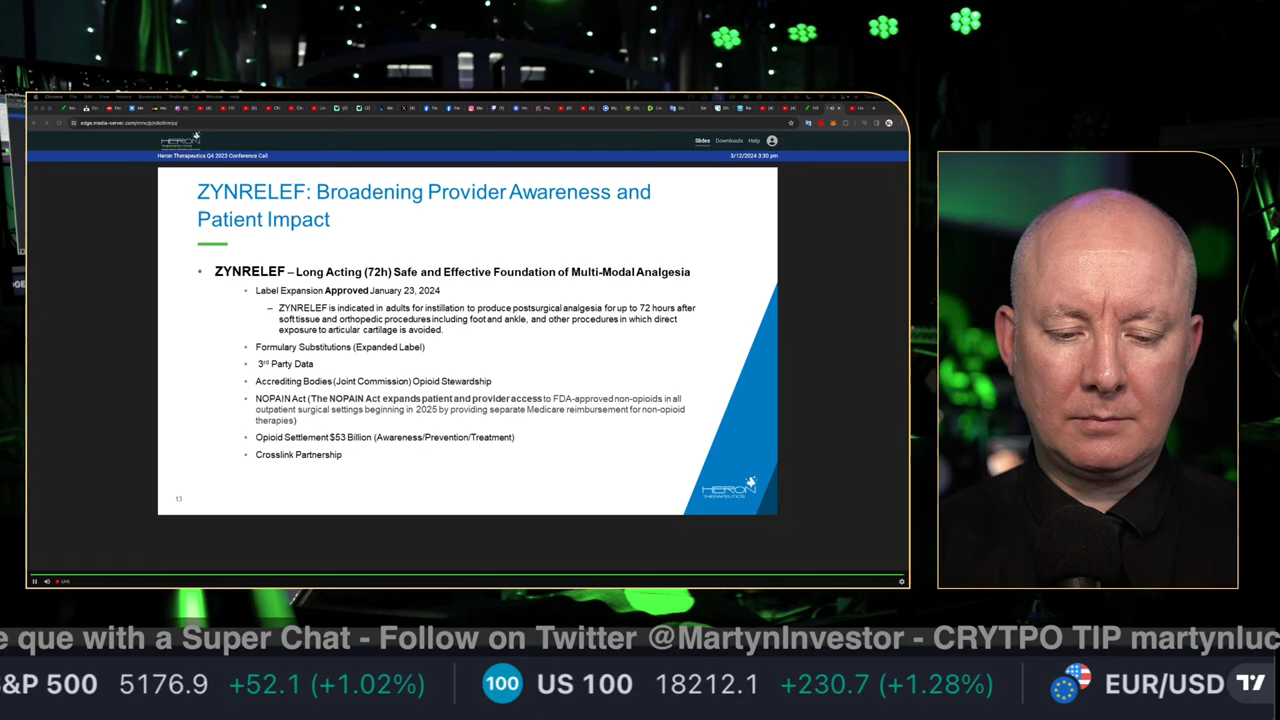 edge.media-server.com/mmc/p/
HERON
THERAPEUTICS
Slides Downloads Help
Heron Therapeutics Q4 2023 Conference Call 3/12/2024 3:30 pm
ZYNRELEF: Broadening Provider Awareness and
Patient Impact
• ZYNRELEF – Long Acting (72h) Safe and Effective Foundation of Multi-Modal Analgesia
• Label Expansion Approved January 23, 2024
– ZYNRELEF is indicated in adults for instillation to produce postsurgical analgesia for up to 72 hours after
soft tissue and orthopedic procedures including foot and ankle, and other procedures in which direct
exposure to articular cartilage is avoided.
• Formulary Substitutions (Expanded Label)
• 3rd Party Data
• Accrediting Bodies (Joint Commission) Opioid Stewardship
• NOPAIN Act (The NOPAIN Act expands patient and provider access to FDA-approved non-opioids in all
outpatient surgical settings beginning in 2025 by providing separate Medicare reimbursement for non-opioid
therapies)
• Opioid Settlement $53 Billion (Awareness/Prevention/Treatment)
• Crosslink Partnership
13
HERON
THERAPEUTICS
LIVE
e que with a Super Chat - Follow on Twitter @MartynInvestor - CRYTPO TIP martynluc
&P 500 5176.9 +52.1 (+1.02%) 100 US 100 18212.1 +230.7 (+1.28%) EUR/USD